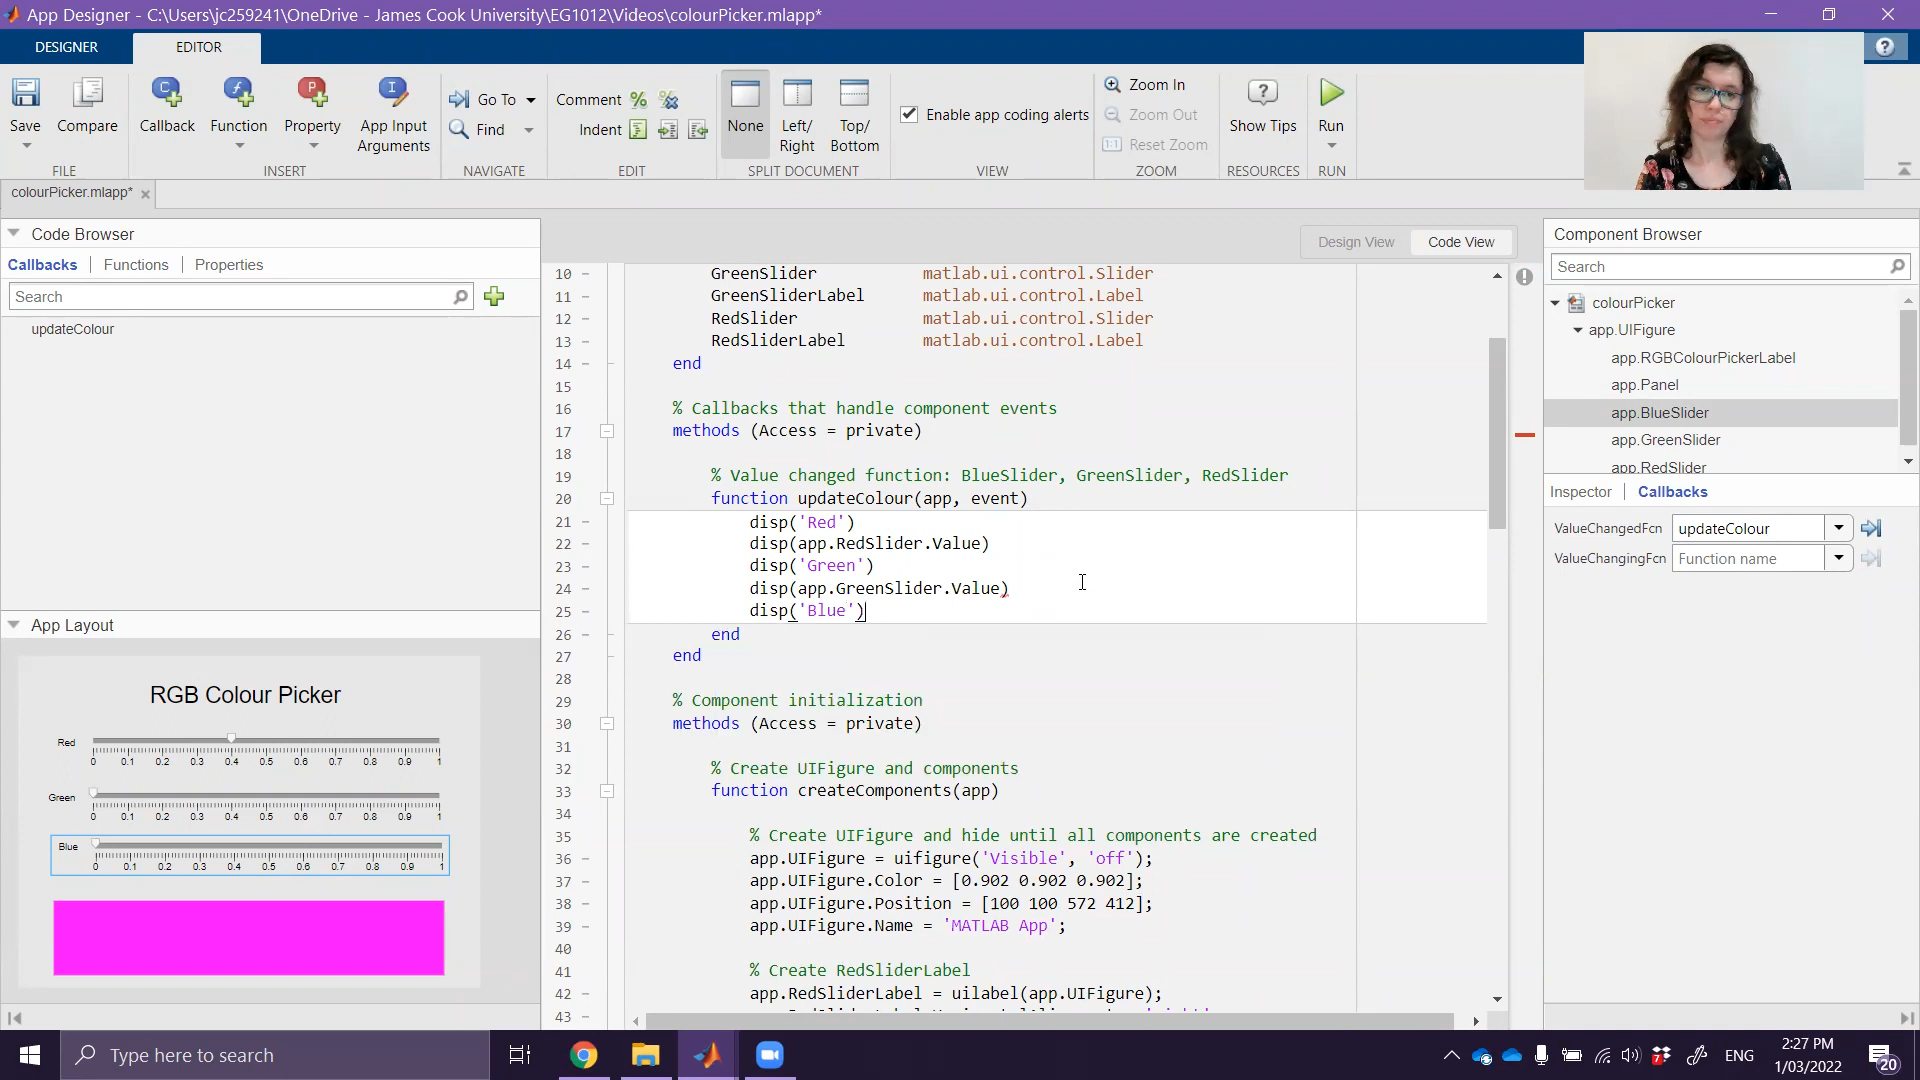 App Designer - C:\Users\jc259241\OneDrive - James Cook University\EG1012\Videos\colourPicker.mlapp*
DESIGNER
EDITOR
Save
Compare
FILE
Callback
Function
Property
App Input
Arguments
INSERT
Go To
Find
NAVIGATE
Comment
Indent
EDIT
None
Left/
Right
Top/
Bottom
SPLIT DOCUMENT
Enable app coding alerts
VIEW
Zoom In
Zoom Out
Reset Zoom
ZOOM
Show Tips
RESOURCES
Run
RUN
colourPicker.mlapp*
Code Browser
Callbacks
Functions
Properties
Search
updateColour
App Layout
RGB Colour Picker
Red
0 0.1 0.2 0.3 0.4 0.5 0.6 0.7 0.8 0.9 1
Green
0 0.1 0.2 0.3 0.4 0.5 0.6 0.7 0.8 0.9 1
Blue
0 0.1 0.2 0.3 0.4 0.5 0.6 0.7 0.8 0.9 1
Design View
Code View
10 GreenSlider matlab.ui.control.Slider
11 GreenSliderLabel matlab.ui.control.Label
12 RedSlider matlab.ui.control.Slider
13 RedSliderLabel matlab.ui.control.Label
14 end
15
16 % Callbacks that handle component events
17 methods (Access = private)
18
19 % Value changed function: BlueSlider, GreenSlider, RedSlider
20 function updateColour(app, event)
21 disp('Red')
22 disp(app.RedSlider.Value)
23 disp('Green')
24 disp(app.GreenSlider.Value)
25 disp('Blue')
26 end
27 end
28
29 % Component initialization
30 methods (Access = private)
31
32 % Create UIFigure and components
33 function createComponents(app)
34
35 % Create UIFigure and hide until all components are created
36 app.UIFigure = uifigure('Visible', 'off');
37 app.UIFigure.Color = [0.902 0.902 0.902];
38 app.UIFigure.Position = [100 100 572 412];
39 app.UIFigure.Name = 'MATLAB App';
40
41 % Create RedSliderLabel
42 app.RedSliderLabel = uilabel(app.UIFigure);
43
Component Browser
Search
colourPicker
app.UIFigure
app.RGBColourPickerLabel
app.Panel
app.BlueSlider
app.GreenSlider
app.RedSlider
Inspector
Callbacks
ValueChangedFcn updateColour
ValueChangingFcn Function name
Type here to search
ENG
2:27 PM
1/03/2022
20